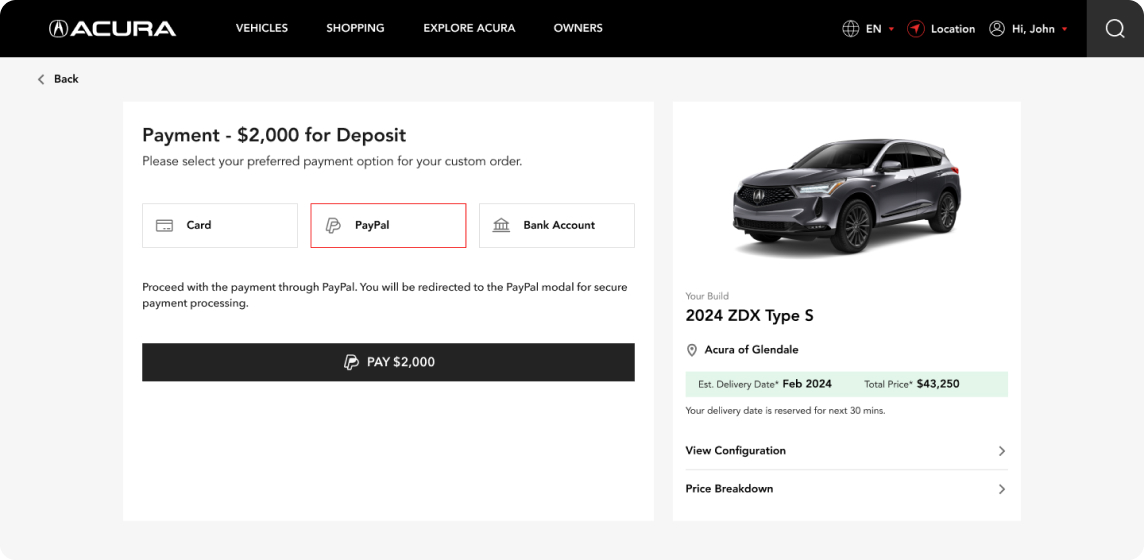 ACURA
VEHICLES SHOPPING EXPLORE ACURA OWNERS
EN Location Hi, John
Back
Payment - $2,000 for Deposit
Please select your preferred payment option for your custom order.
Card PayPal Bank Account
Proceed with the payment through PayPal. You will be redirected to the PayPal modal for secure
payment processing.
PAY $2,000
Your Build
2024 ZDX Type S
Acura of Glendale
Est. Delivery Date* Feb 2024 Total Price* $43,250
Your delivery date is reserved for next 30 mins.
View Configuration
Price Breakdown